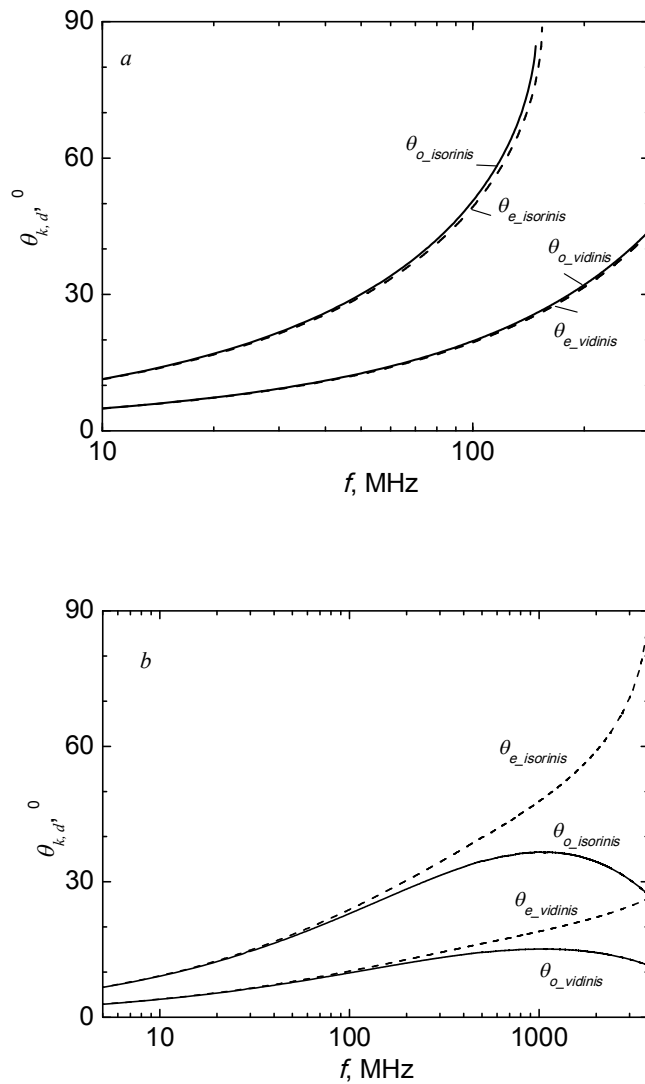 90
a
θo_isorinis
60
θe_isorinis
θk, d, 0
θo_vidinis
30
θe_vidinis
0
10
100
f, MHz
90
b
θe_isorinis
60
θk, d, 0
θo_isorinis
30
θe_vidinis
θo_vidinis
0
10
100
1000
f, MHz